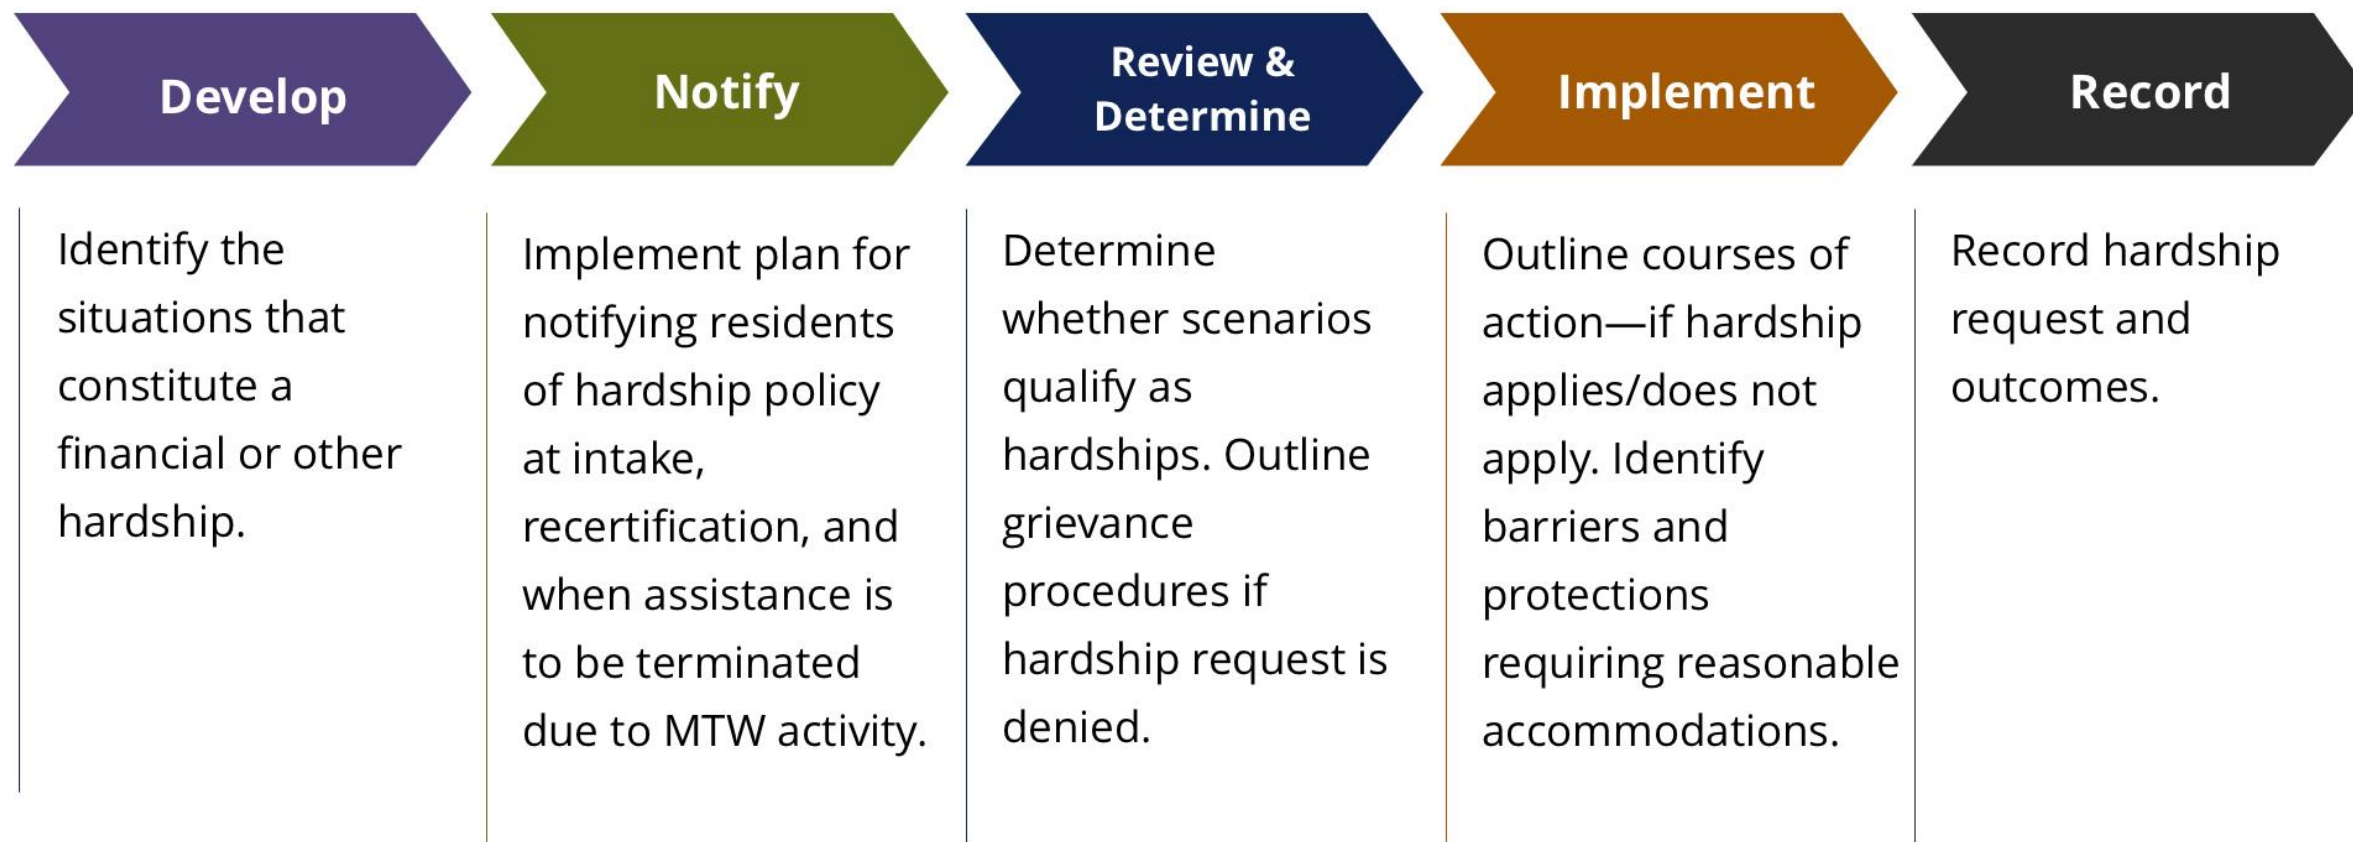 Develop
Notify
Review &
Determine
Implement
Record
Identify the
situations that
constitute a
financial or other
hardship.
Implement plan for
notifying residents
of hardship policy
at intake,
recertification, and
when assistance is
to be terminated
due to MTW activity.
Determine
whether scenarios
qualify as
hardships. Outline
grievance
procedures if
hardship request is
denied.
Outline courses of
action—if hardship
applies/does not
apply. Identify
barriers and
protections
requiring reasonable
accommodations.
Record hardship
request and
outcomes.